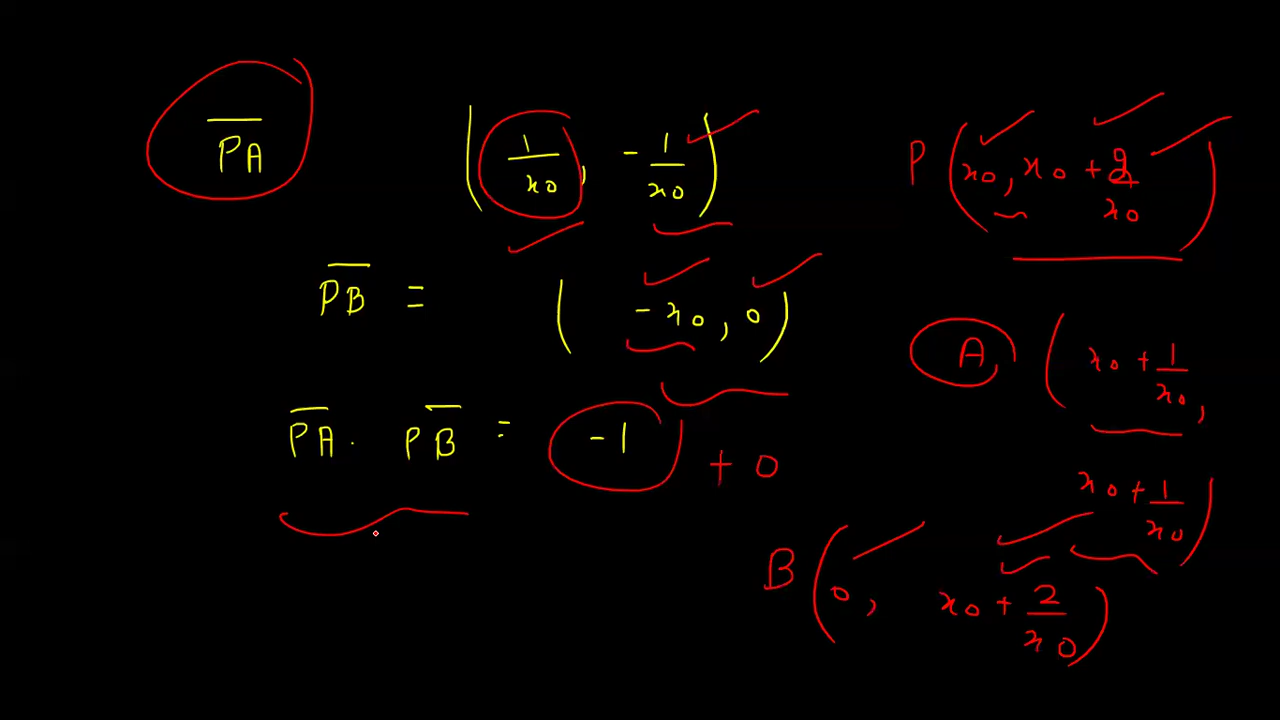 PA ( 1/x0 , - 1/x0 )
PB = ( -x0 , 0 )
PA . PB = -1 + 0
P ( x0 , x0 + 2/x0 )
A ( x0 + 1/x0 ,
x0 + 1/x0 )
B ( 0 , x0 + 2/x0 )